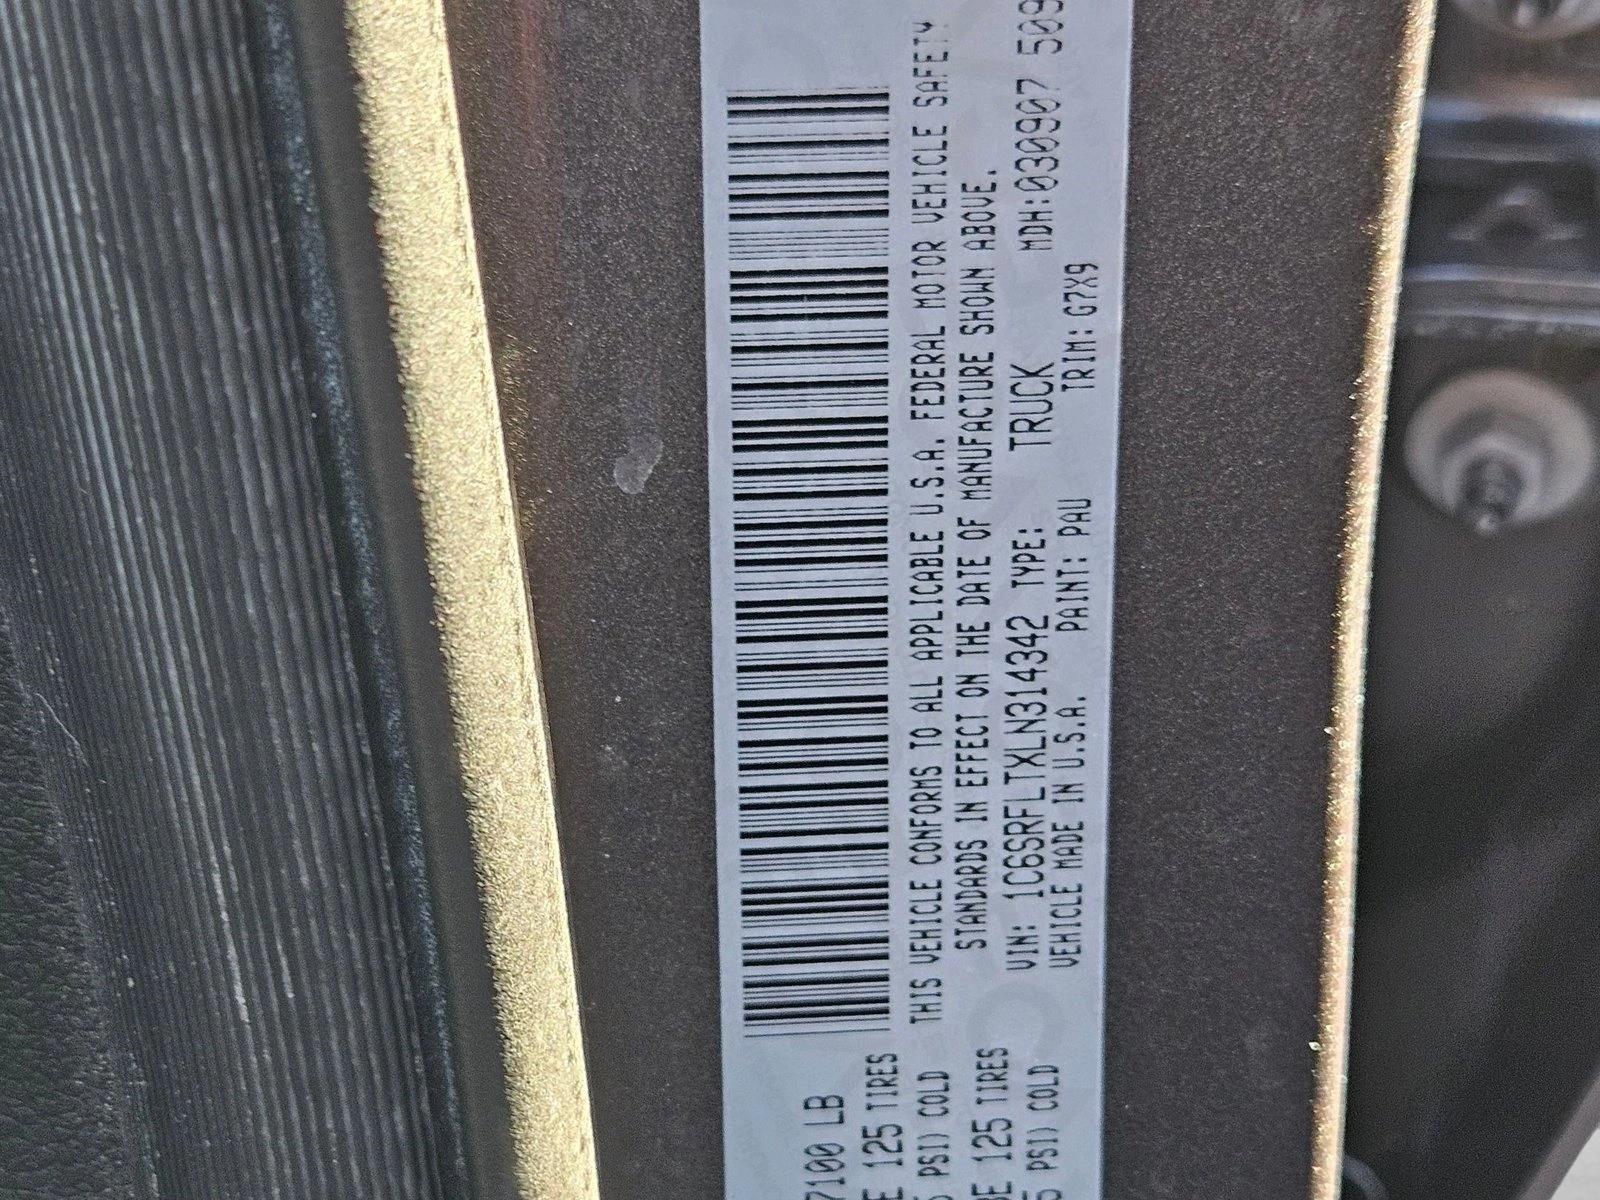 7100 LB
125 TIRES
PSI) COLD
125 TIRES
PSI) COLD
THIS VEHICLE CONFORMS TO ALL APPLICABLE U.S.A. FEDERAL MOTOR VEHICLE SAFETY
STANDARDS IN EFFECT ON THE DATE OF MANUFACTURE SHOWN ABOVE.
VIN: 1C6SRFLTXLN314342 TYPE: TRUCK MDH:030907 509
VEHICLE MADE IN U.S.A. PAINT: PAU TRIM:G7X9